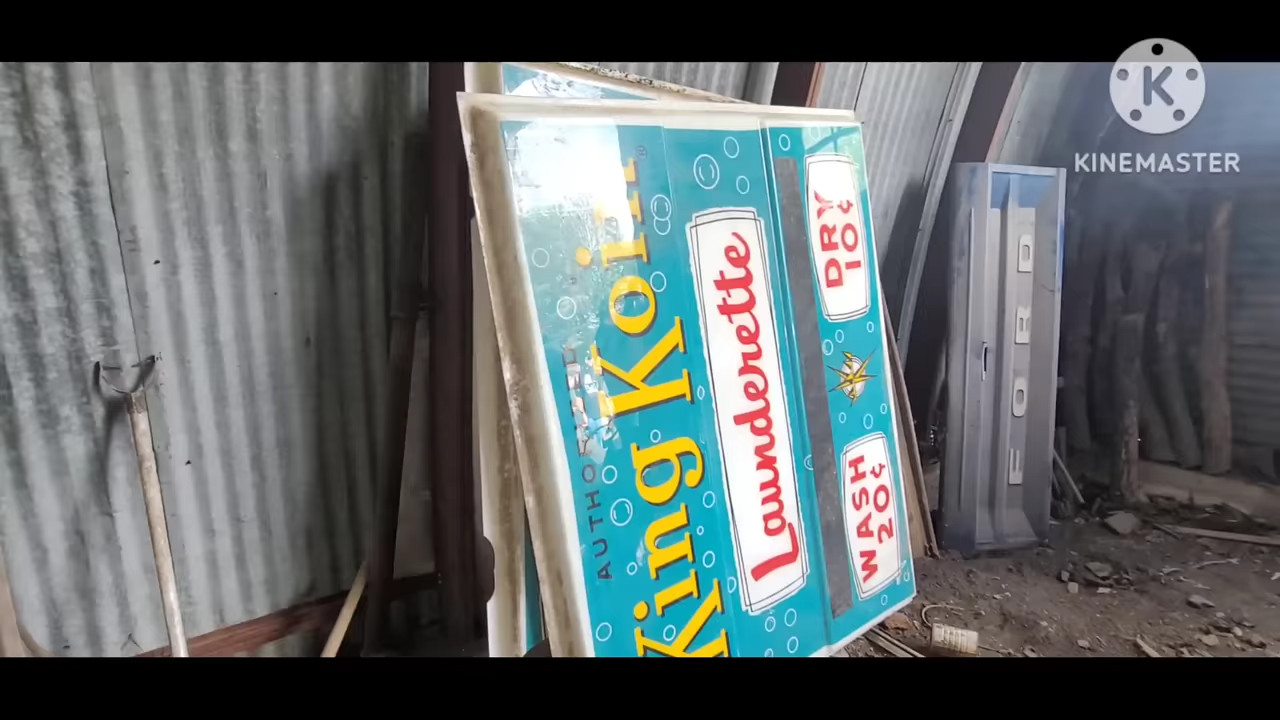 K
KINEMASTER
AUTHO
King Koil®
Launderette
DRY
10¢
WASH
20¢
FORD